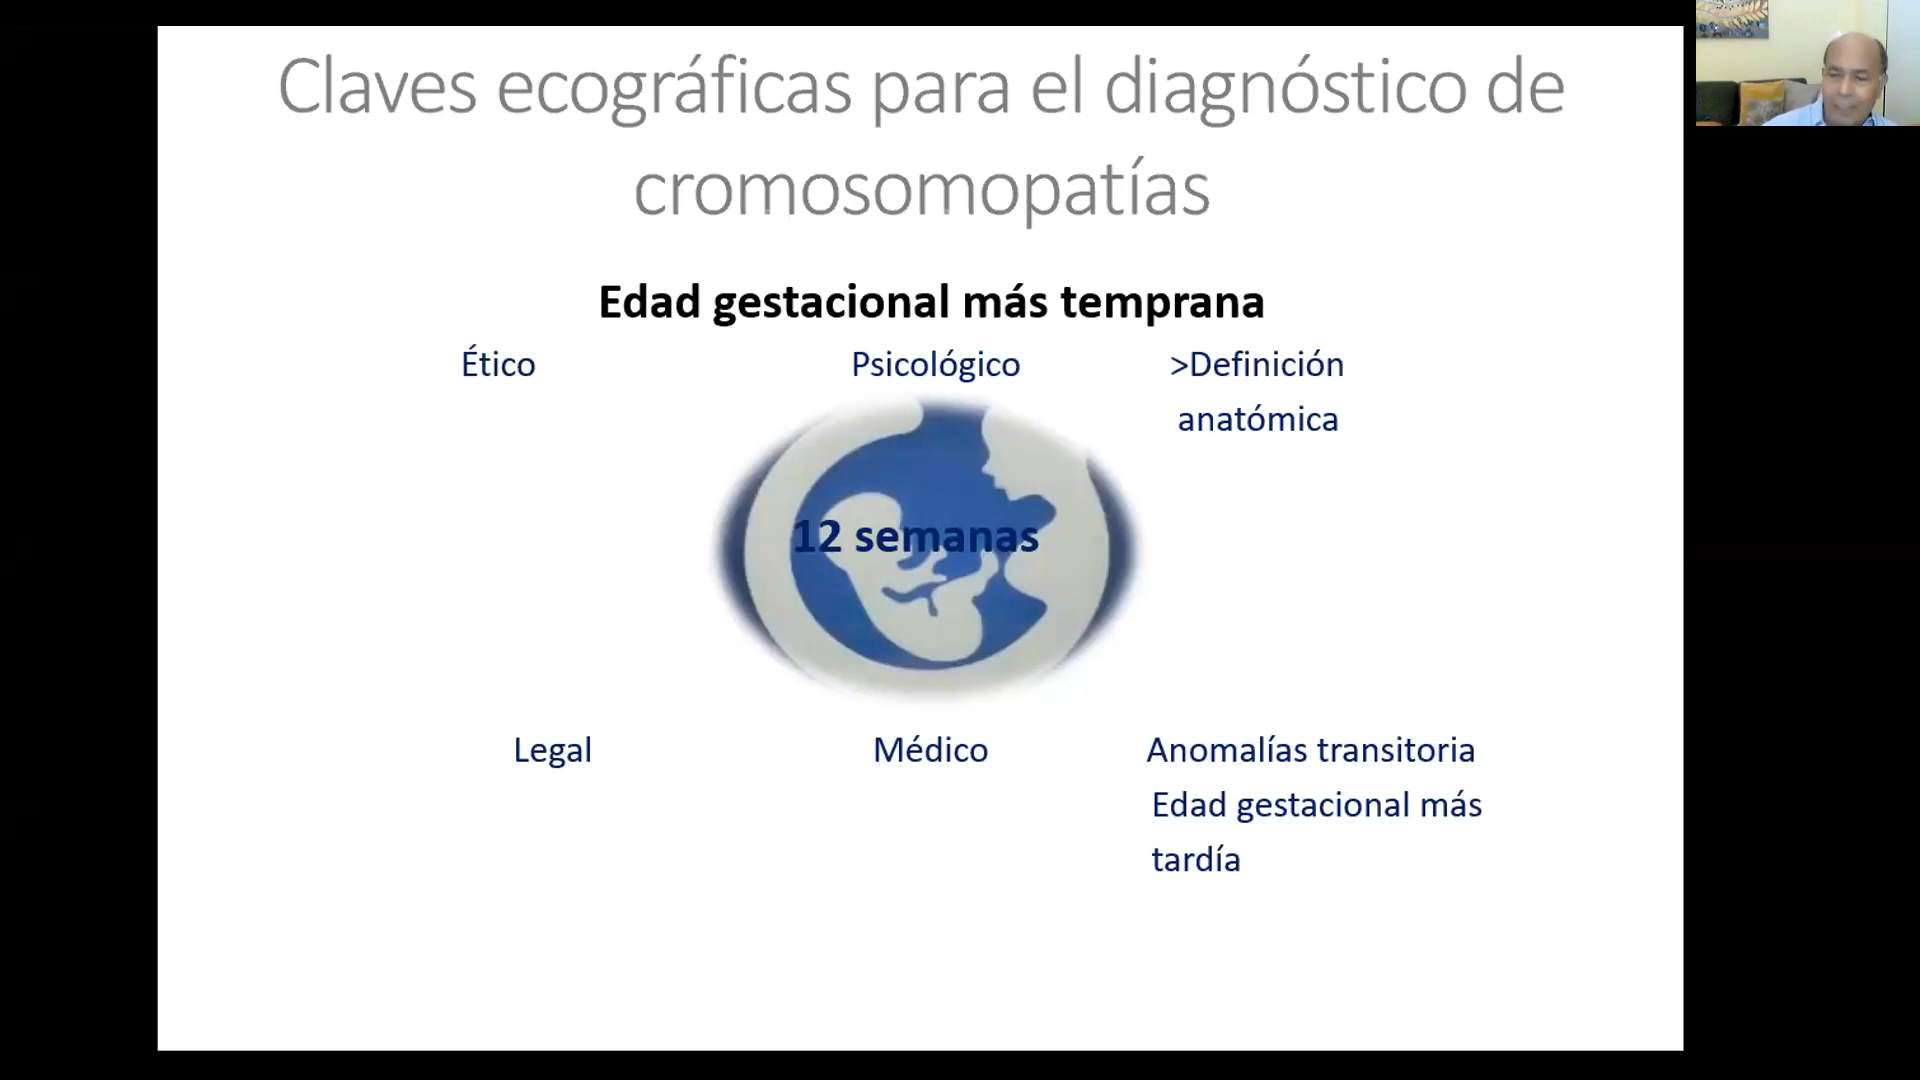 Claves ecográficas para el diagnóstico de
cromosomopatías
Edad gestacional más temprana
Ético
Psicológico
>Definición
anatómica
12 semanas
Legal
Médico
Anomalías transitoria
Edad gestacional más
tardía